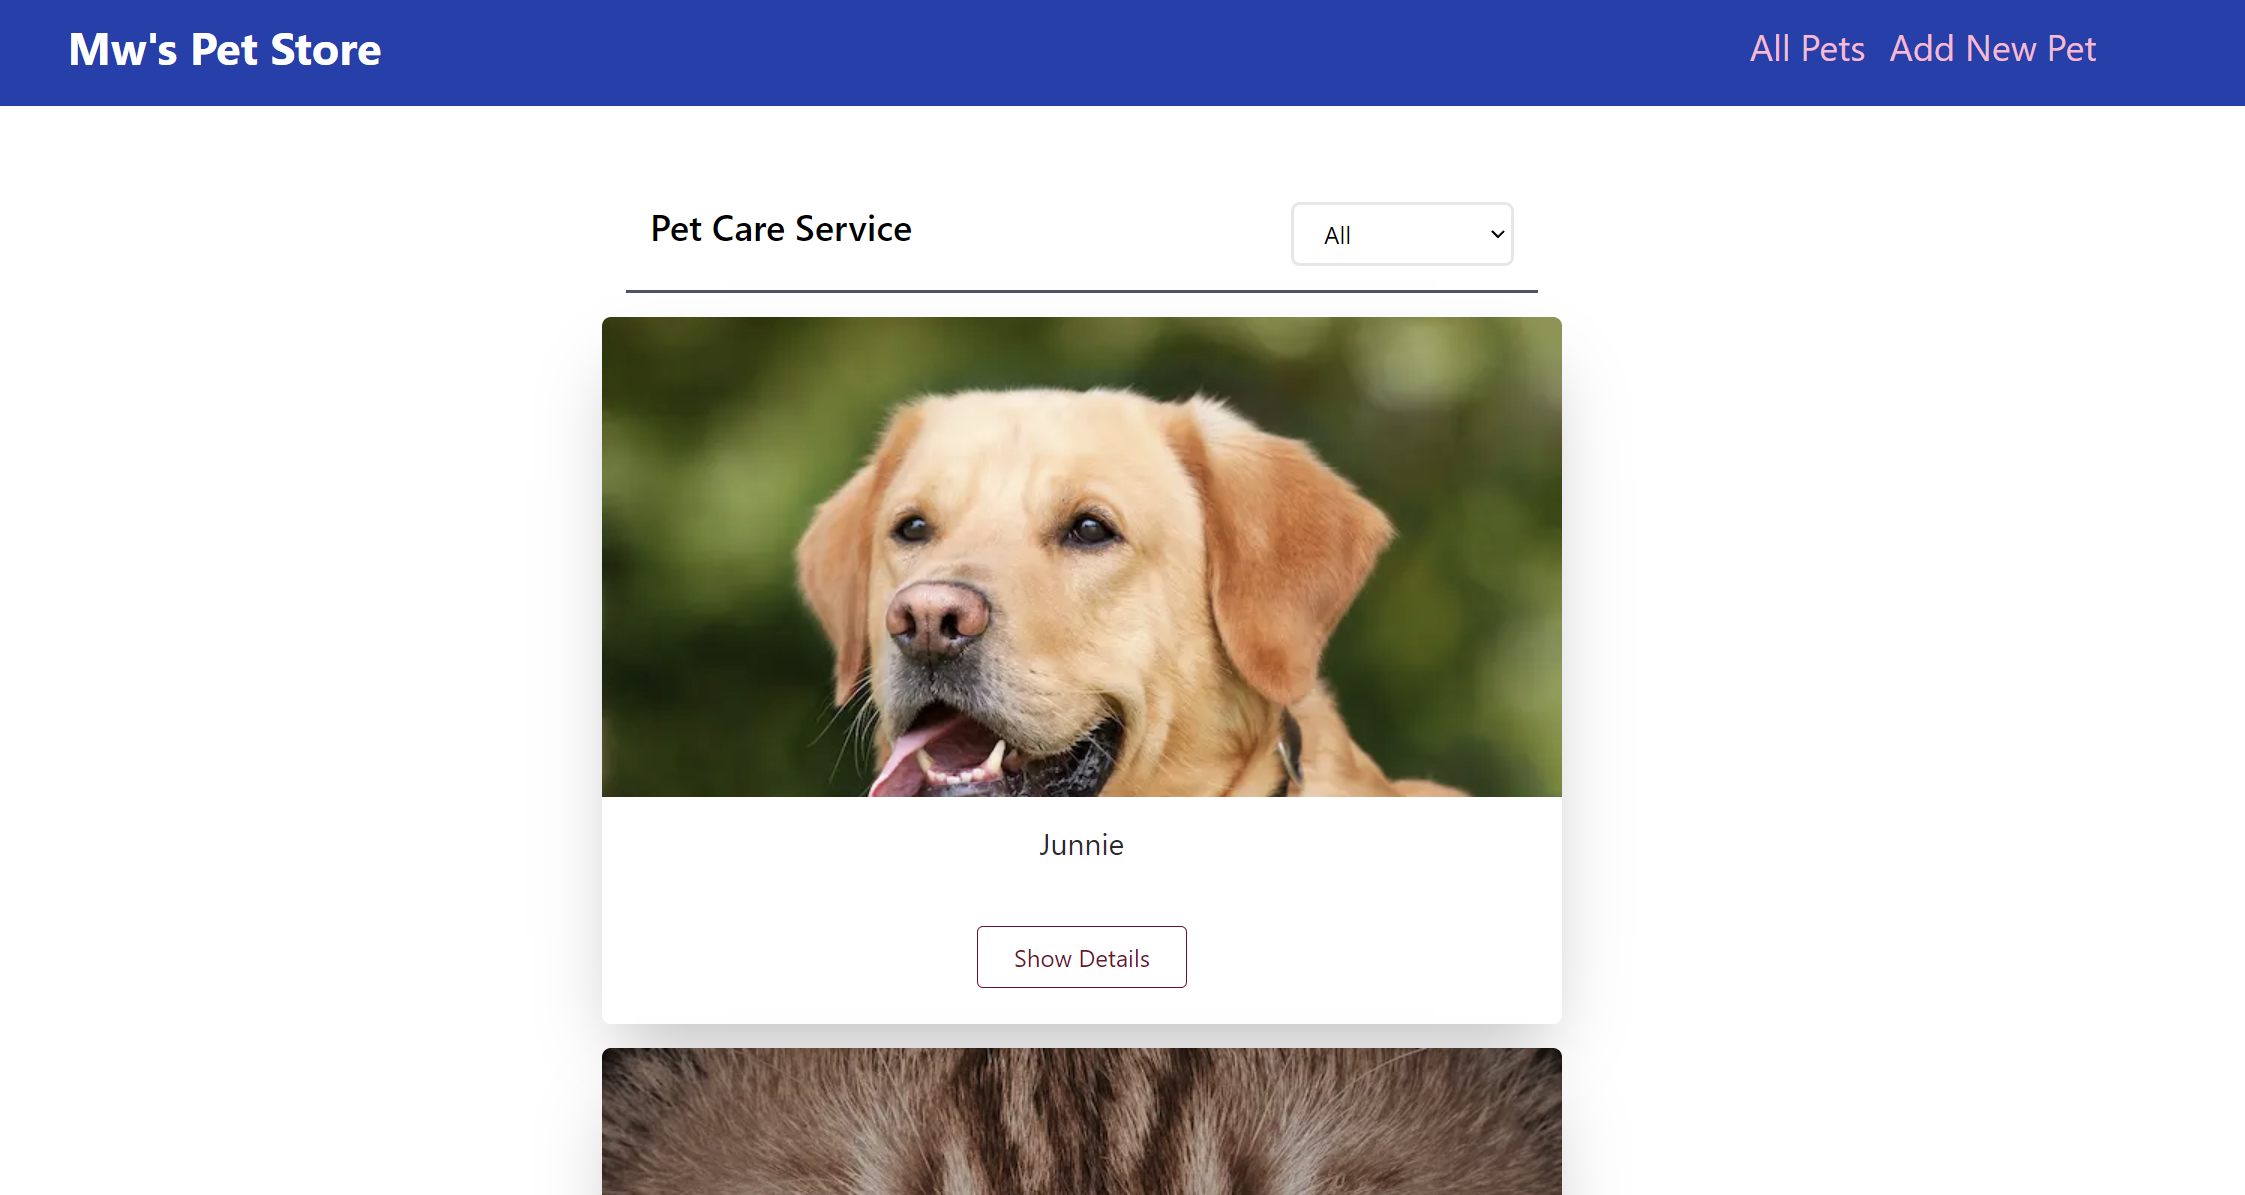 Mw's Pet Store
All Pets Add New Pet
Pet Care Service
All
Junnie
Show Details